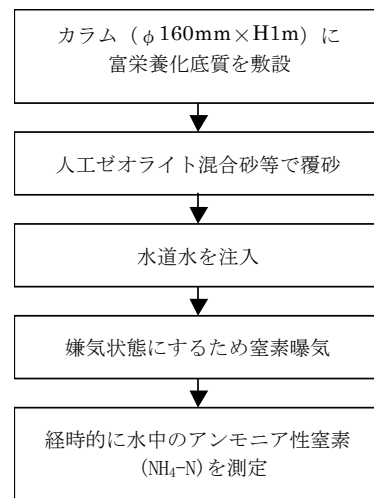 カラム（φ160mm×H1m）に
富栄養化底質を敷設
人工ゼオライト混合砂等で覆砂
水道水を注入
嫌気状態にするため窒素曝気
経時的に水中のアンモニア性窒素
(NH₄-N)を測定